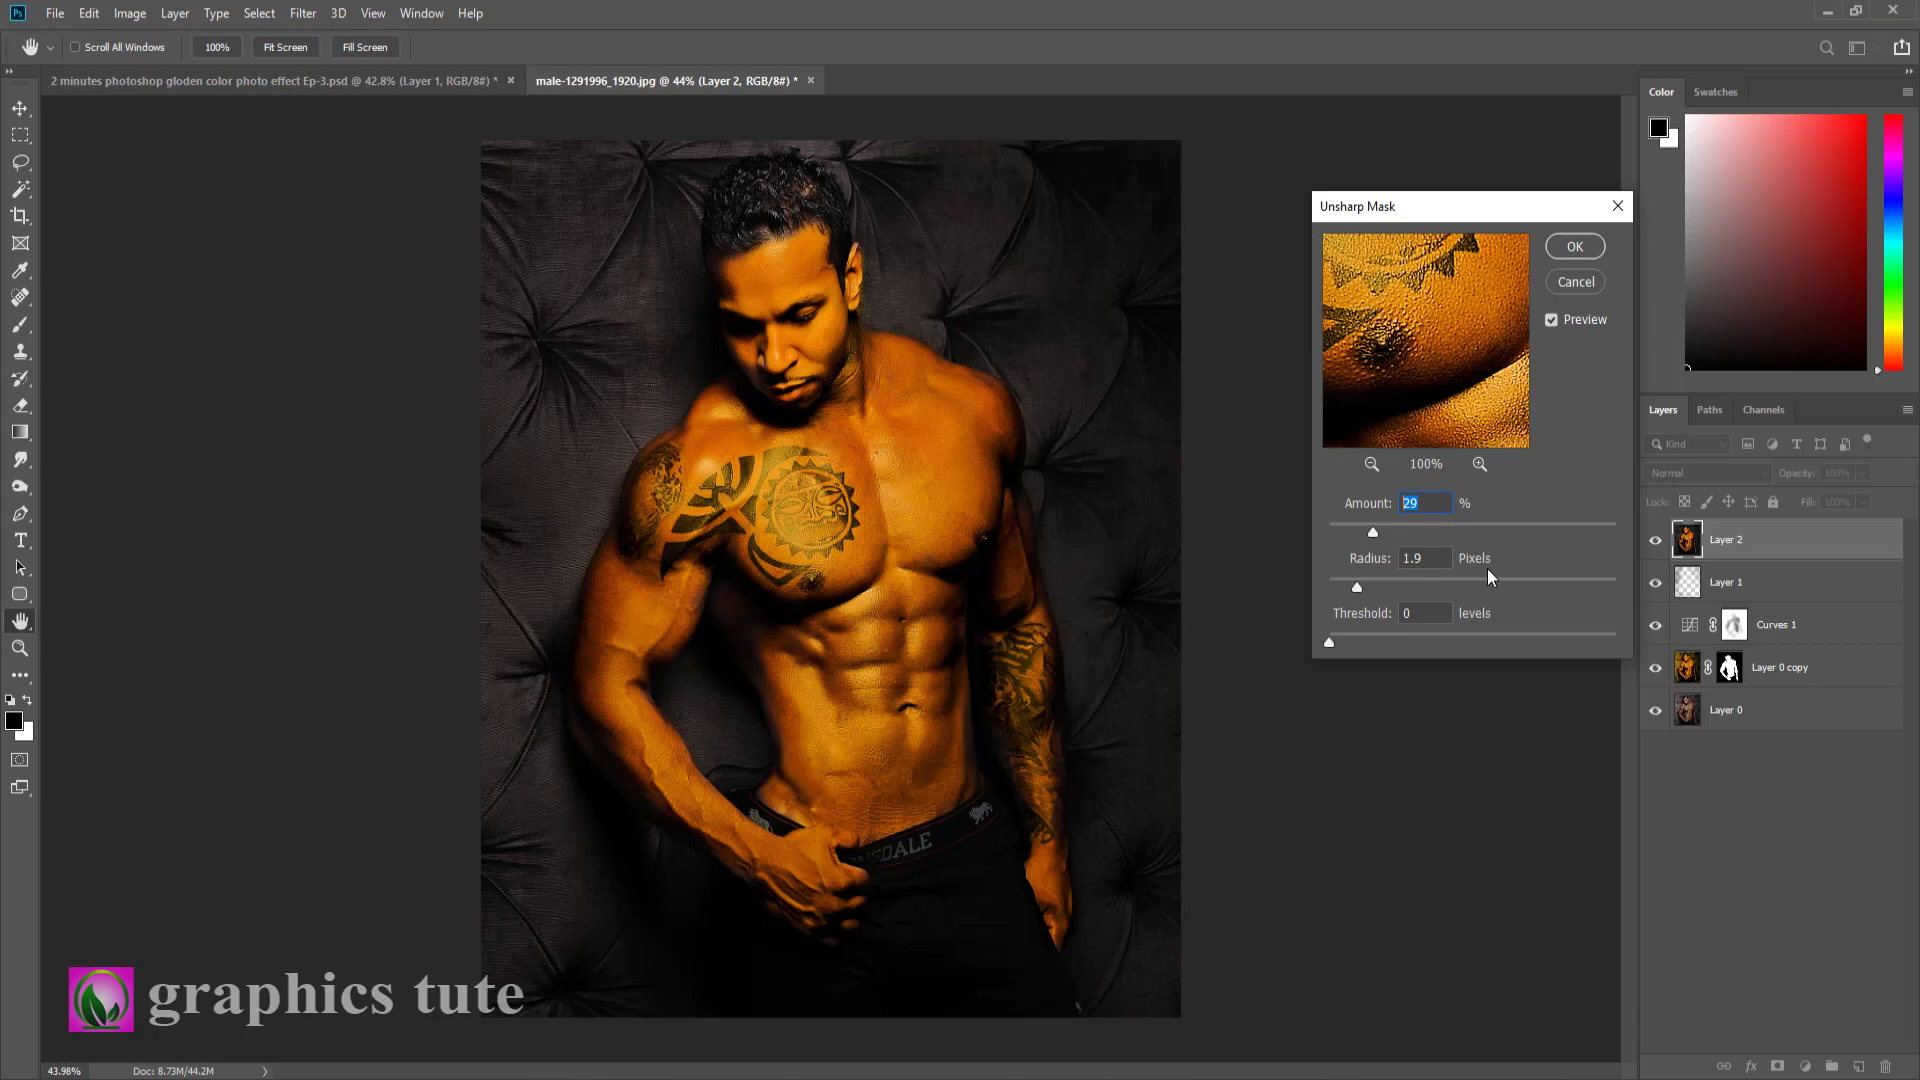 Ps File Edit Image Layer Type Select Filter 3D View Window Help
Scroll All Windows 100% Fit Screen Fill Screen
2 minutes photoshop gloden color photo effect Ep-3.psd @ 42.8% (Layer 1, RGB/8#) * male-1291996_1920.jpg @ 44% (Layer 2, RGB/8#) *
Color Swatches
Unsharp Mask
OK
Cancel
Preview
100%
Amount: 29 %
Radius: 1.9 Pixels
Threshold: 0 levels
Layers Paths Channels
Kind
Normal Opacity: 100%
Lock: Fill: 100%
Layer 2
Layer 1
Curves 1
Layer 0 copy
Layer 0
NSDALE
graphics tute
43.98% Doc: 8.73M/44.2M